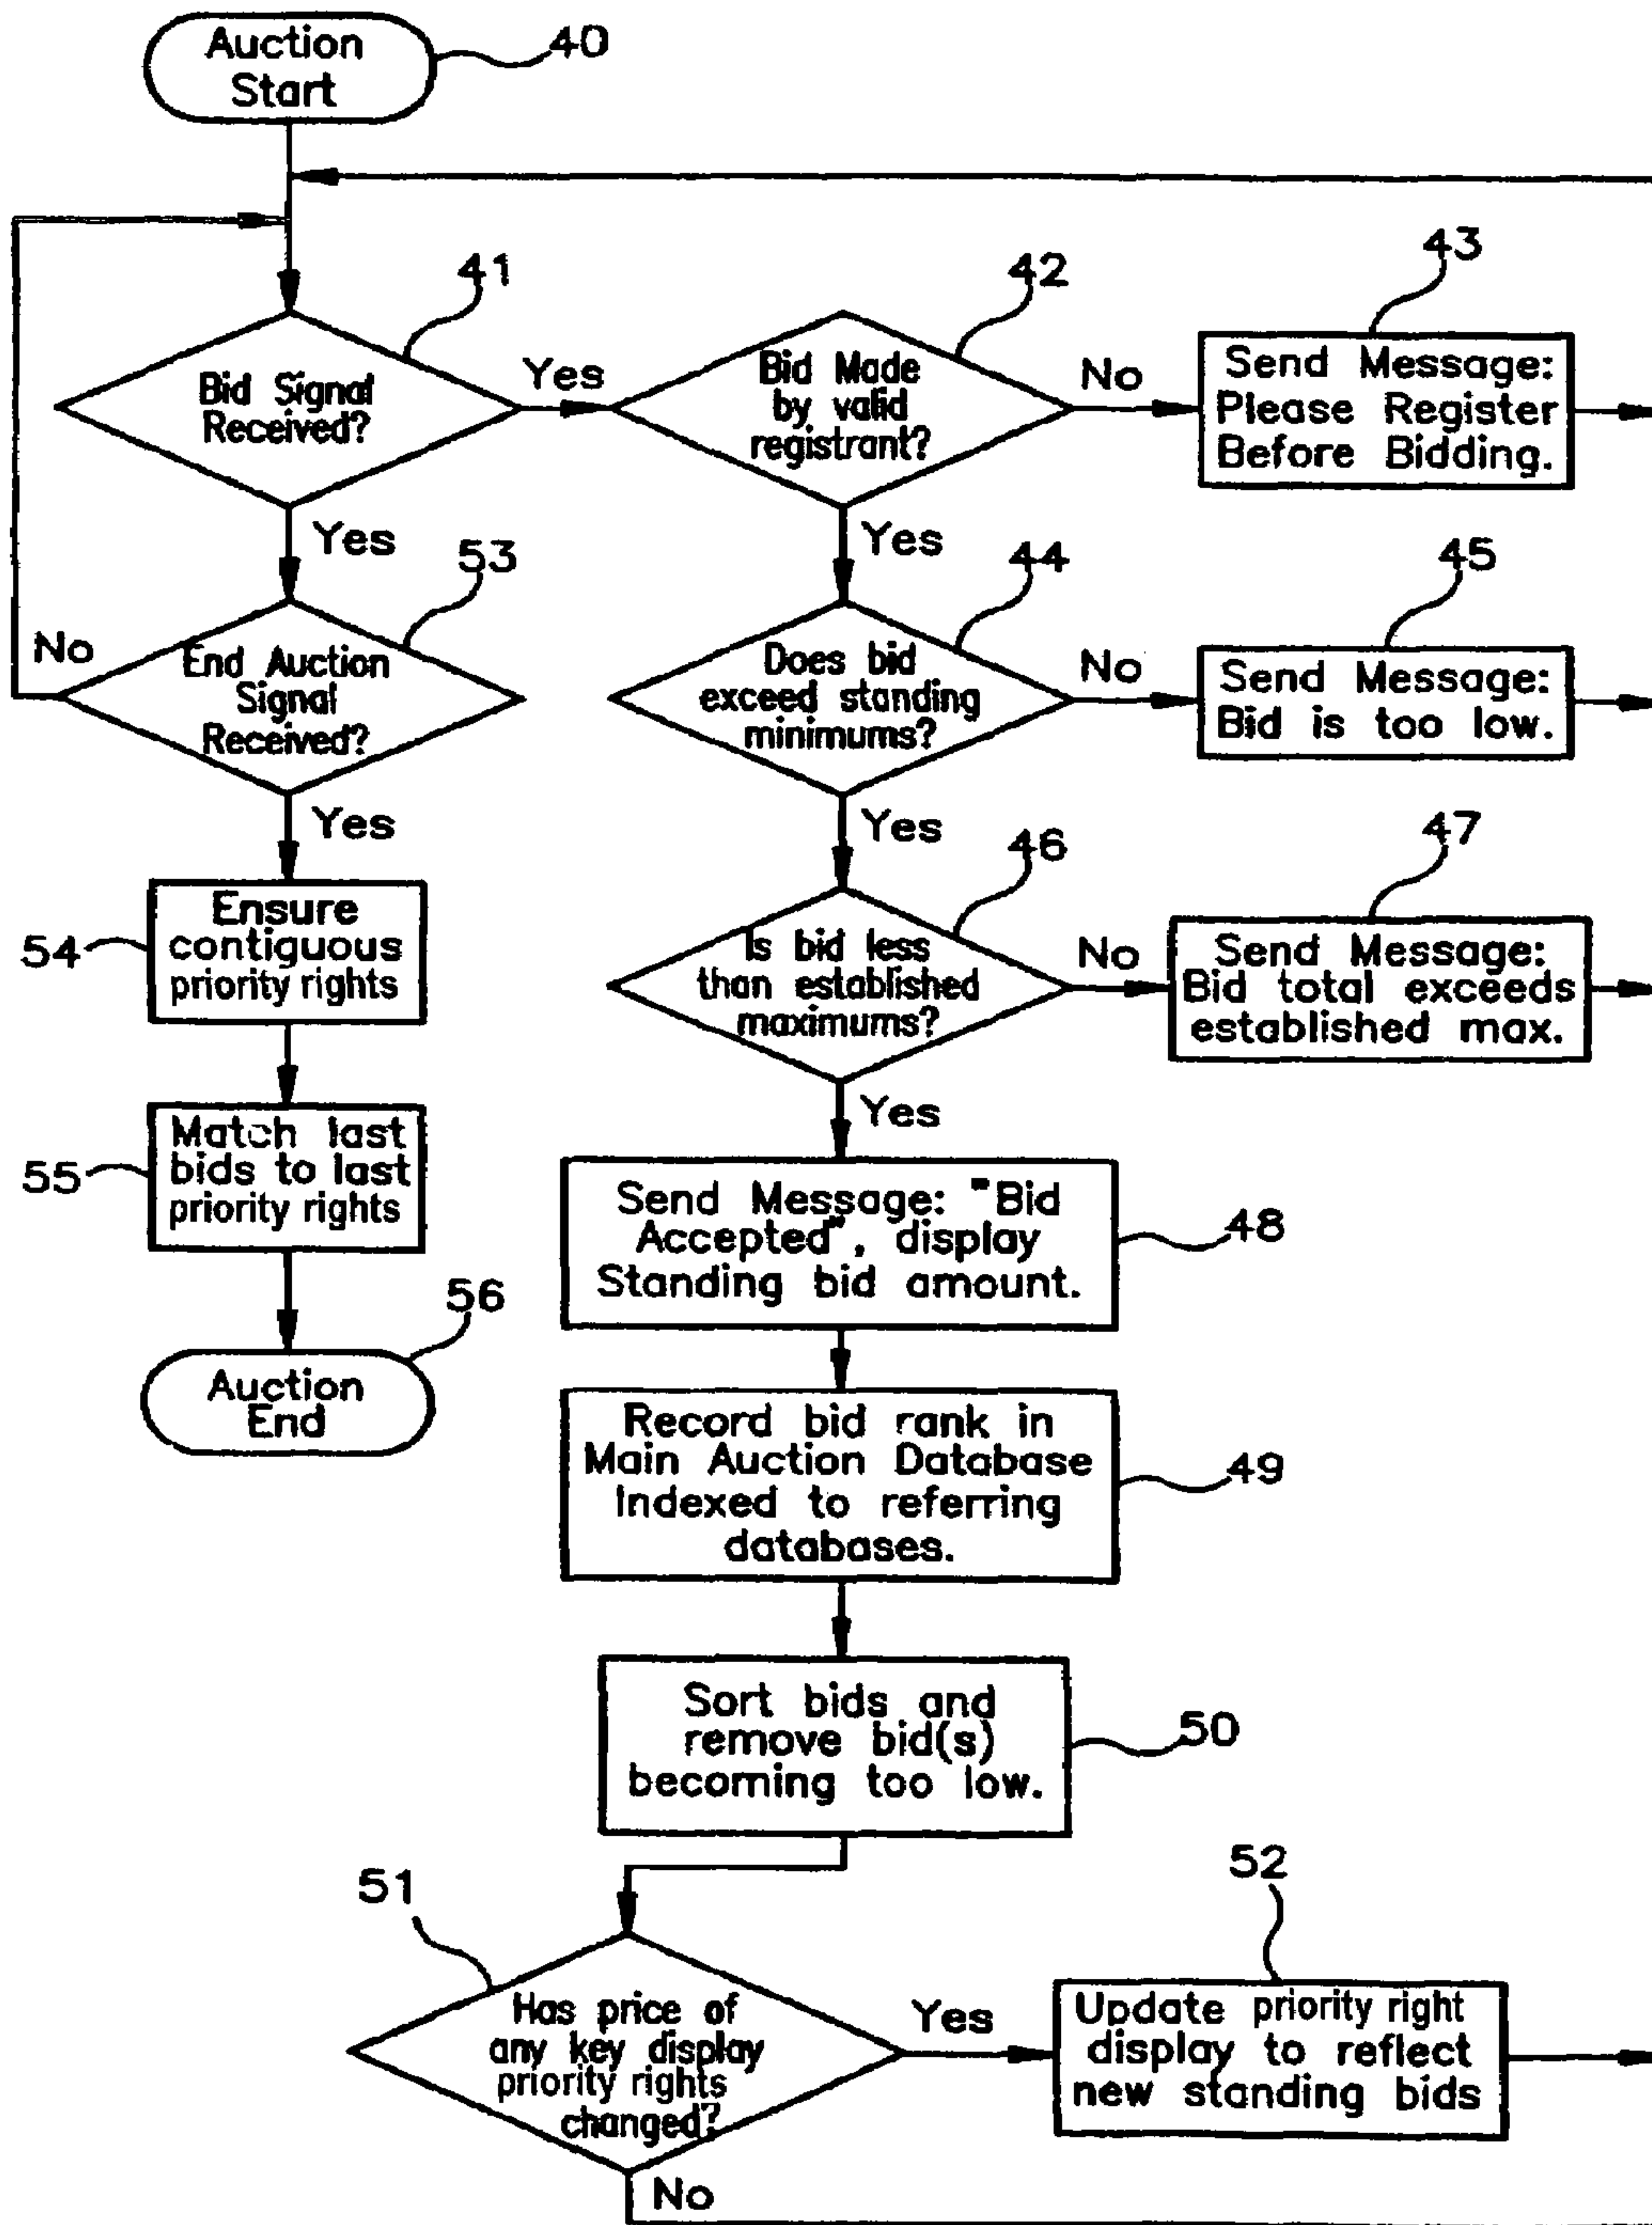 Auction
Start
40
41
Bid Signal
Received?
Yes
42
Bid Made
by valid
registrant?
No
43
Send Message:
Please Register
Before Bidding.
Yes
Yes
53
End Auction
Signal
Received?
No
44
Does bid
exceed standing
minimums?
No
45
Send Message:
Bid is too low.
Yes
Yes
54
Ensure
contiguous
priority rights
46
Is bid less
than established
maximums?
No
47
Send Message:
Bid total exceeds
established max.
Yes
55
Match last
bids to last
priority rights
56
Auction
End
Send Message: "Bid
Accepted", display
Standing bid amount.
48
Record bid rank in
Main Auction Database
Indexed to referring
databases.
49
Sort bids and
remove bid(s)
becoming too low.
50
51
Has price of
any key display
priority rights
changed?
Yes
52
Update priority right
display to reflect
new standing bids
No